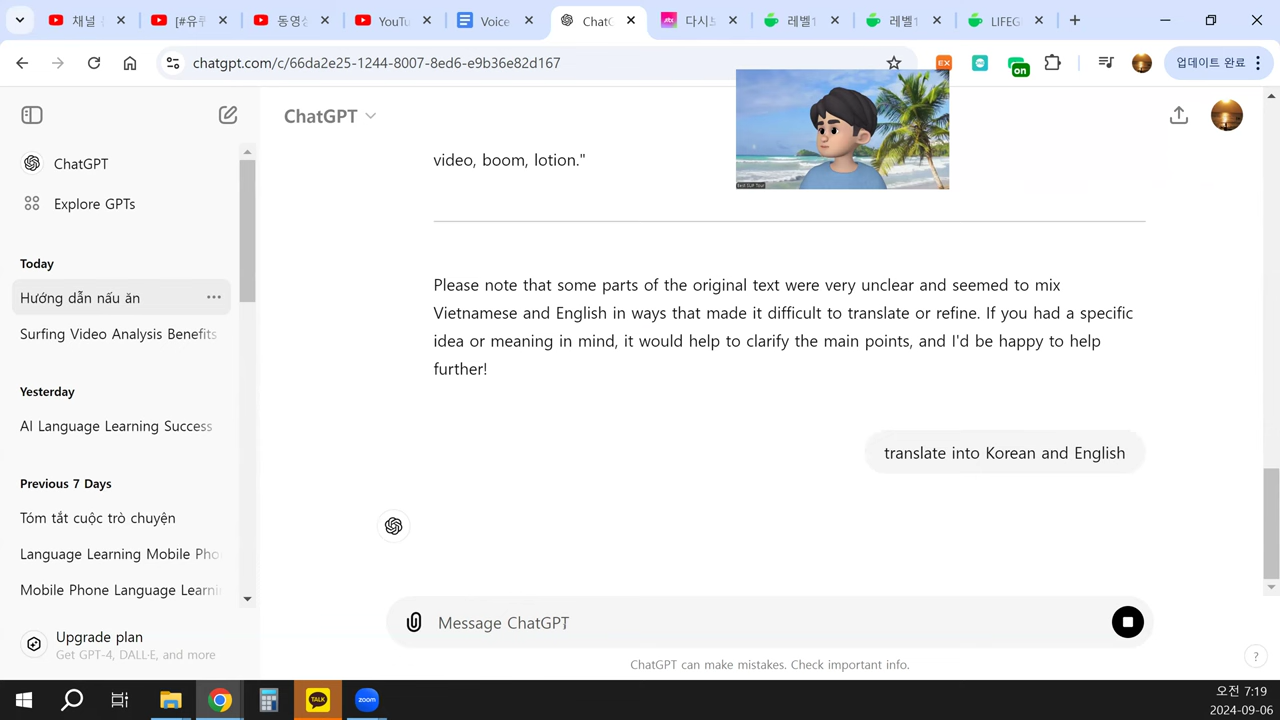 채널
[#유튜
동영상
YouTu
Voice
ChatG
다시보
레벨1
레벨1
LIFEG
chatgpt.com/c/66da2e25-1244-8007-8ed6-e9b36e82d167
EX
on
업데이트 완료
ChatGPT
Explore GPTs
Today
Hướng dẫn nấu ăn
Surfing Video Analysis Benefits
Yesterday
AI Language Learning Success
Previous 7 Days
Tóm tắt cuộc trò chuyện
Language Learning Mobile Pho
Mobile Phone Language Learni
Upgrade plan
Get GPT-4, DALL·E, and more
ChatGPT
video, boom, lotion."
Please note that some parts of the original text were very unclear and seemed to mix
Vietnamese and English in ways that made it difficult to translate or refine. If you had a specific
idea or meaning in mind, it would help to clarify the main points, and I'd be happy to help
further!
translate into Korean and English
Message ChatGPT
ChatGPT can make mistakes. Check important info.
?
TALK
zoom
오전 7:19
2024-09-06